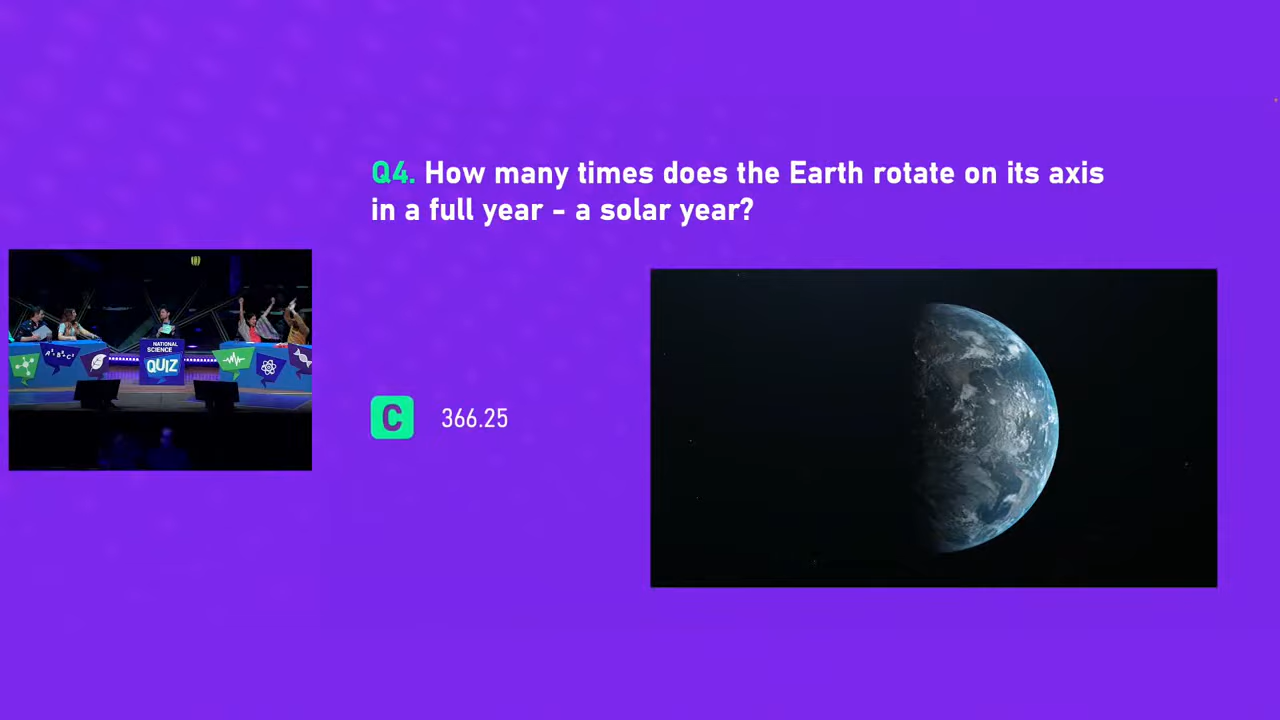 Q4. How many times does the Earth rotate on its axis
in a full year - a solar year?
C 366.25
NATIONAL
SCIENCE
QUIZ